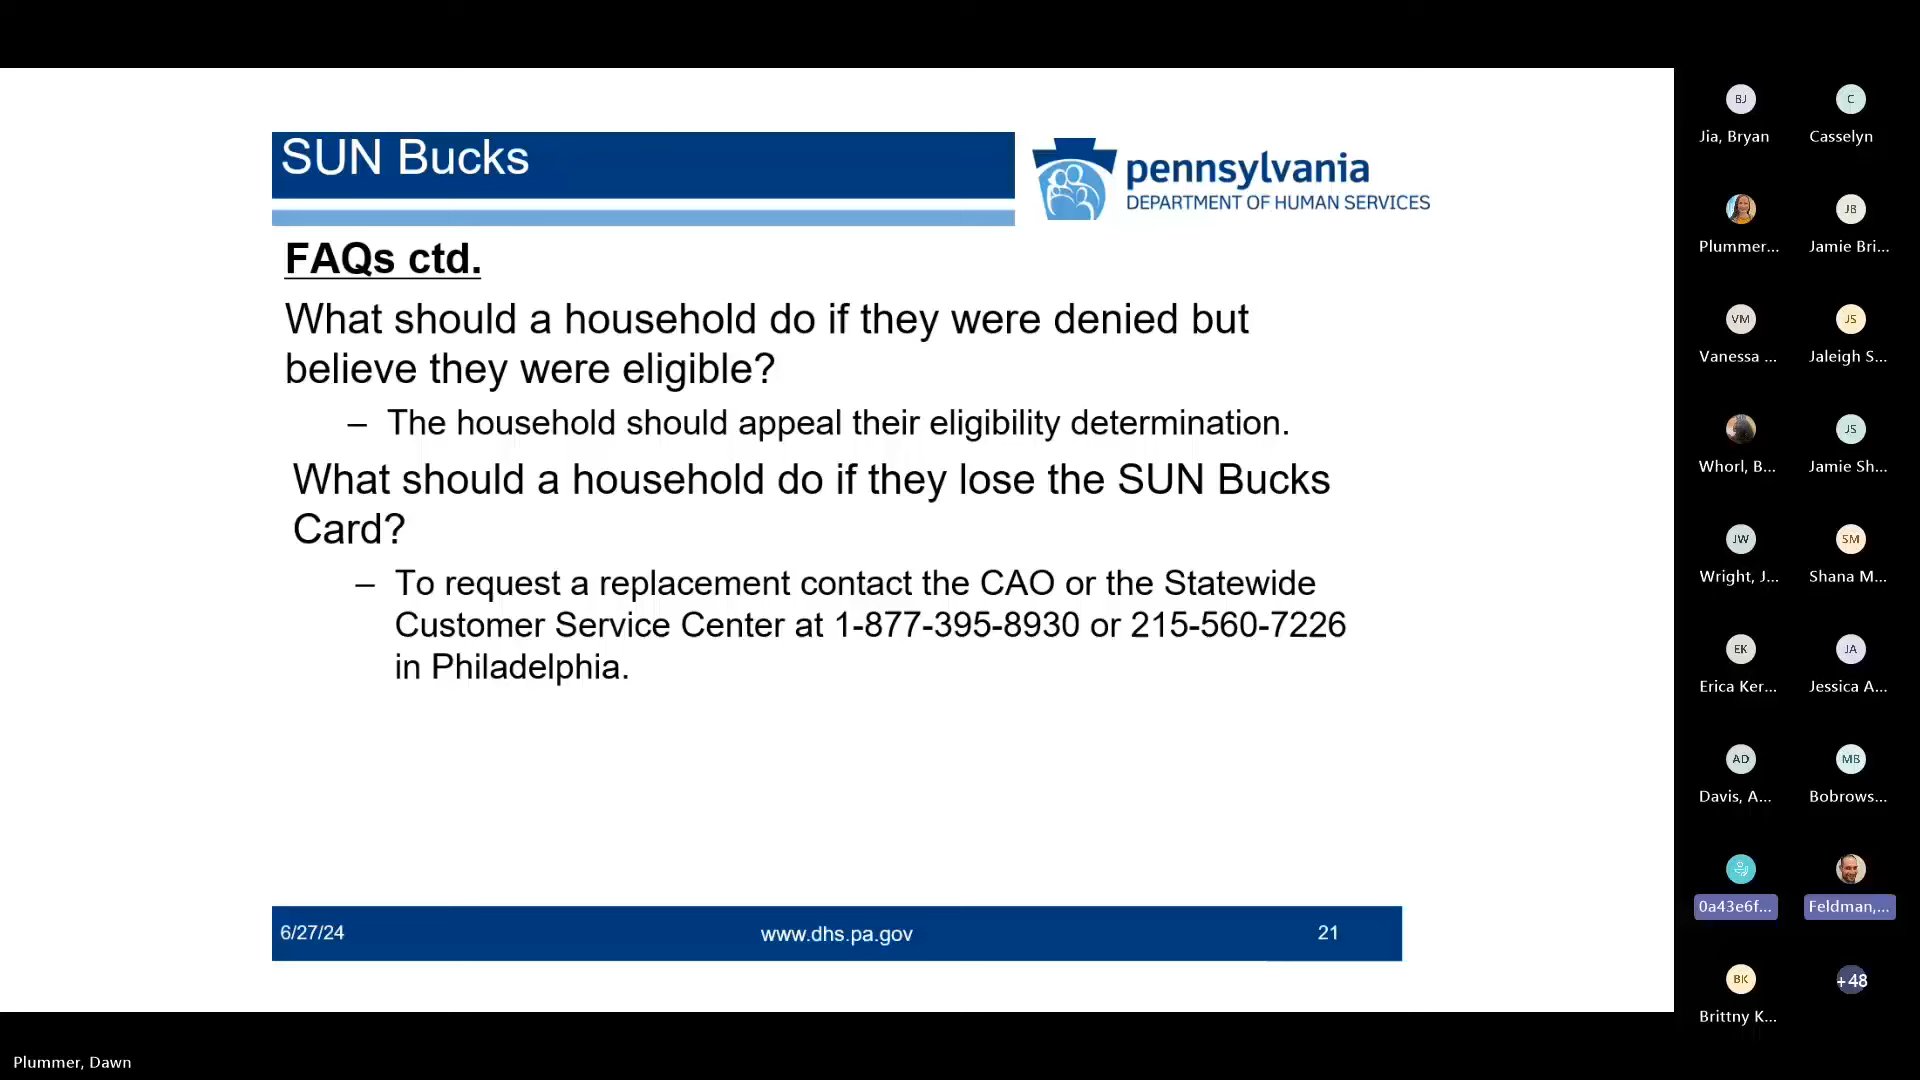 SUN Bucks
pennsylvania
DEPARTMENT OF HUMAN SERVICES
FAQs ctd.
What should a household do if they were denied but
believe they were eligible?
– The household should appeal their eligibility determination.
What should a household do if they lose the SUN Bucks
Card?
– To request a replacement contact the CAO or the Statewide
Customer Service Center at 1-877-395-8930 or 215-560-7226
in Philadelphia.
6/27/24
www.dhs.pa.gov
21
BJ
C
Jia, Bryan
Casselyn
JB
Plummer...
Jamie Bri...
VM
JS
Vanessa ...
Jaleigh S...
JS
Whorl, B...
Jamie Sh...
JW
SM
Wright, J...
Shana M...
EK
JA
Erica Ker...
Jessica A...
AD
MB
Davis, A...
Bobrows...
0a43e6f...
Feldman,...
BK
+48
Brittny K...
Plummer, Dawn